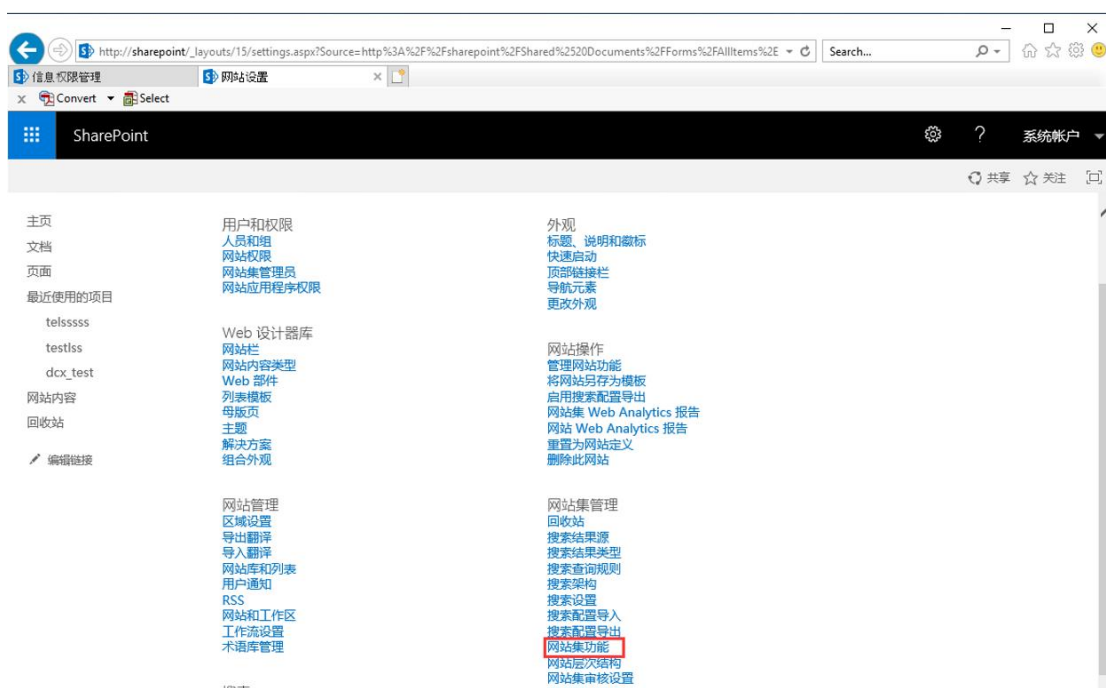 http://sharepoint/_layouts/15/settings.aspx?Source=http%3A%2F%2Fsharepoint%2FShared%2520Documents%2FForms%2FAllItems%2E
Search...
信息权限管理
网站设置
x Convert Select
SharePoint
系统帐户
共享 关注
主页
文档
页面
最近使用的项目
telsssss
testlss
dcx_test
网站内容
回收站
编辑链接
用户和权限
人员和组
网站权限
网站集管理员
网站应用程序权限
Web 设计器库
网站栏
网站内容类型
Web 部件
列表模板
母版页
主题
解决方案
组合外观
网站管理
区域设置
导出翻译
导入翻译
网站库和列表
用户通知
RSS
网站和工作区
工作流设置
术语库管理
外观
标题、说明和徽标
快速启动
顶部链接栏
导航元素
更改外观
网站操作
管理网站功能
将网站另存为模板
启用搜索配置导出
网站集 Web Analytics 报告
网站 Web Analytics 报告
重置为网站定义
删除此网站
网站集管理
回收站
搜索结果源
搜索结果类型
搜索查询规则
搜索架构
搜索设置
搜索配置导入
搜索配置导出
网站集功能
网站层次结构
网站集审核设置